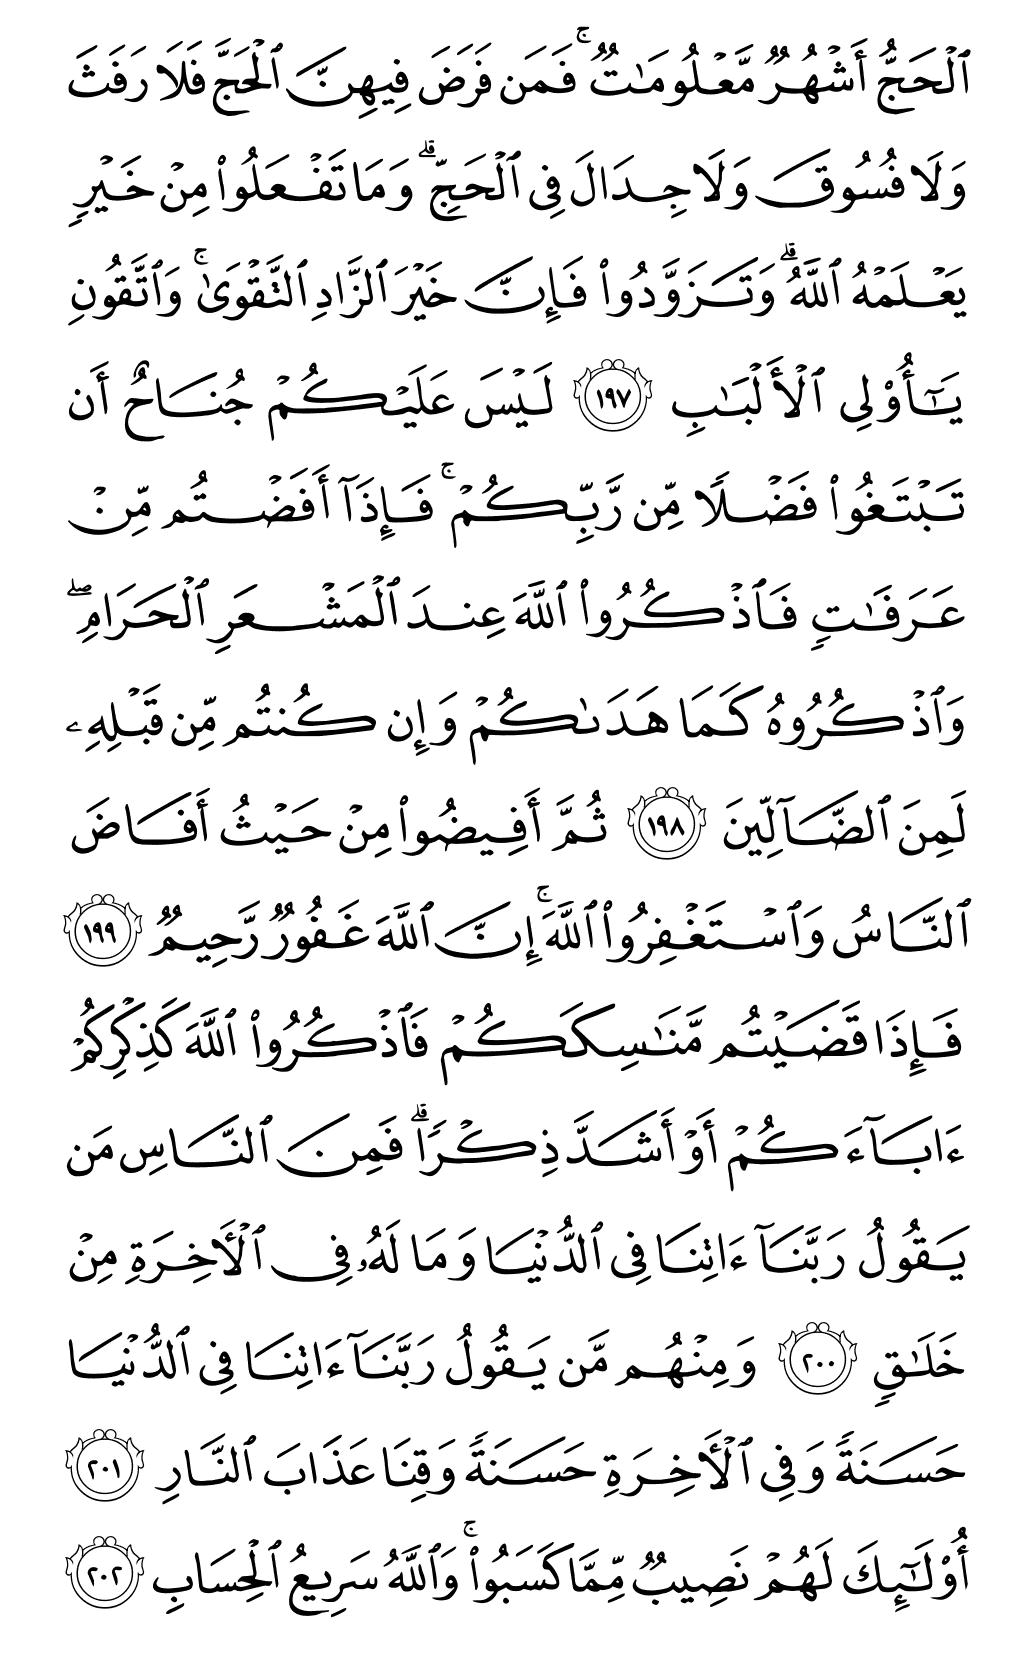 ٱلْحَجُّ أَشْهُرٌ مَّعْلُومَٰتٌ ۚ فَمَن فَرَضَ فِيهِنَّ ٱلْحَجَّ فَلَا رَفَثَ
وَلَا فُسُوقَ وَلَا جِدَالَ فِى ٱلْحَجِّ ۗ وَمَا تَفْعَلُوا۟ مِنْ خَيْرٍ
يَعْلَمْهُ ٱللَّهُ ۗ وَتَزَوَّدُوا۟ فَإِنَّ خَيْرَ ٱلزَّادِ ٱلتَّقْوَىٰ ۚ وَٱتَّقُونِ
يَٰٓأُو۟لِى ٱلْأَلْبَٰبِ ١٩٧ لَيْسَ عَلَيْكُمْ جُنَاحٌ أَن
تَبْتَغُوا۟ فَضْلًا مِّن رَّبِّكُمْ ۚ فَإِذَآ أَفَضْتُم مِّنْ
عَرَفَٰتٍ فَٱذْكُرُوا۟ ٱللَّهَ عِندَ ٱلْمَشْعَرِ ٱلْحَرَامِ ۖ
وَٱذْكُرُوهُ كَمَا هَدَىٰكُمْ وَإِن كُنتُم مِّن قَبْلِهِۦ
لَمِنَ ٱلضَّآلِّينَ ١٩٨ ثُمَّ أَفِيضُوا۟ مِنْ حَيْثُ أَفَاضَ
ٱلنَّاسُ وَٱسْتَغْفِرُوا۟ ٱللَّهَ ۚ إِنَّ ٱللَّهَ غَفُورٌ رَّحِيمٌ ١٩٩
فَإِذَا قَضَيْتُم مَّنَٰسِكَكُمْ فَٱذْكُرُوا۟ ٱللَّهَ كَذِكْرِكُمْ
ءَابَآءَكُمْ أَوْ أَشَدَّ ذِكْرًا ۗ فَمِنَ ٱلنَّاسِ مَن
يَقُولُ رَبَّنَآ ءَاتِنَا فِى ٱلدُّنْيَا وَمَا لَهُۥ فِى ٱلْأَخِرَةِ مِنْ
خَلَٰقٍ ٢٠٠ وَمِنْهُم مَّن يَقُولُ رَبَّنَآ ءَاتِنَا فِى ٱلدُّنْيَا
حَسَنَةً وَفِى ٱلْأَخِرَةِ حَسَنَةً وَقِنَا عَذَابَ ٱلنَّارِ ٢٠١
أُو۟لَٰٓئِكَ لَهُمْ نَصِيبٌ مِّمَّا كَسَبُوا۟ ۚ وَٱللَّهُ سَرِيعُ ٱلْحِسَابِ ٢٠٢